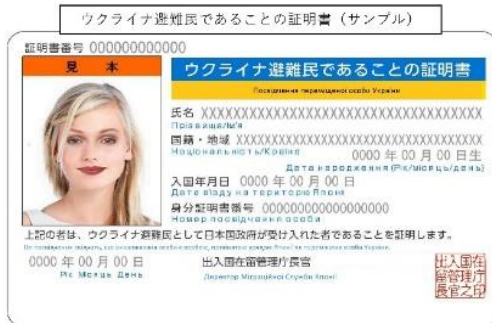 ウクライナ避難民であることの証明書（サンプル）
証明書番号 000000000000
見 本
ウクライナ避難民であることの証明書
Посвідчення переміщеної особи України
氏名 XXXXXXXXXXXXXXXXXXXXXXXXXXXXXX
Прізвище/Ім'я
国籍・地域 XXXXXXXXXXXXXXXXXXXXXXXXXX
Національність/Країна
0000 年 00 月 00 日生
Дата народження (Рік/місяць/день)
入国年月日 0000 年 00 月 00 日
Дата в'їзду на територію Японії
身分証明書番号 000000000000000
Номер посвідчення особи
上記の者は、ウクライナ避難民として日本国政府が受け入れた者であることを証明します。
0000 年 00 月 00 日
Рік Місяць День
出入国在留管理庁長官
Директор Міграційної Служби Японії
出入国在
留管理庁
長官之印